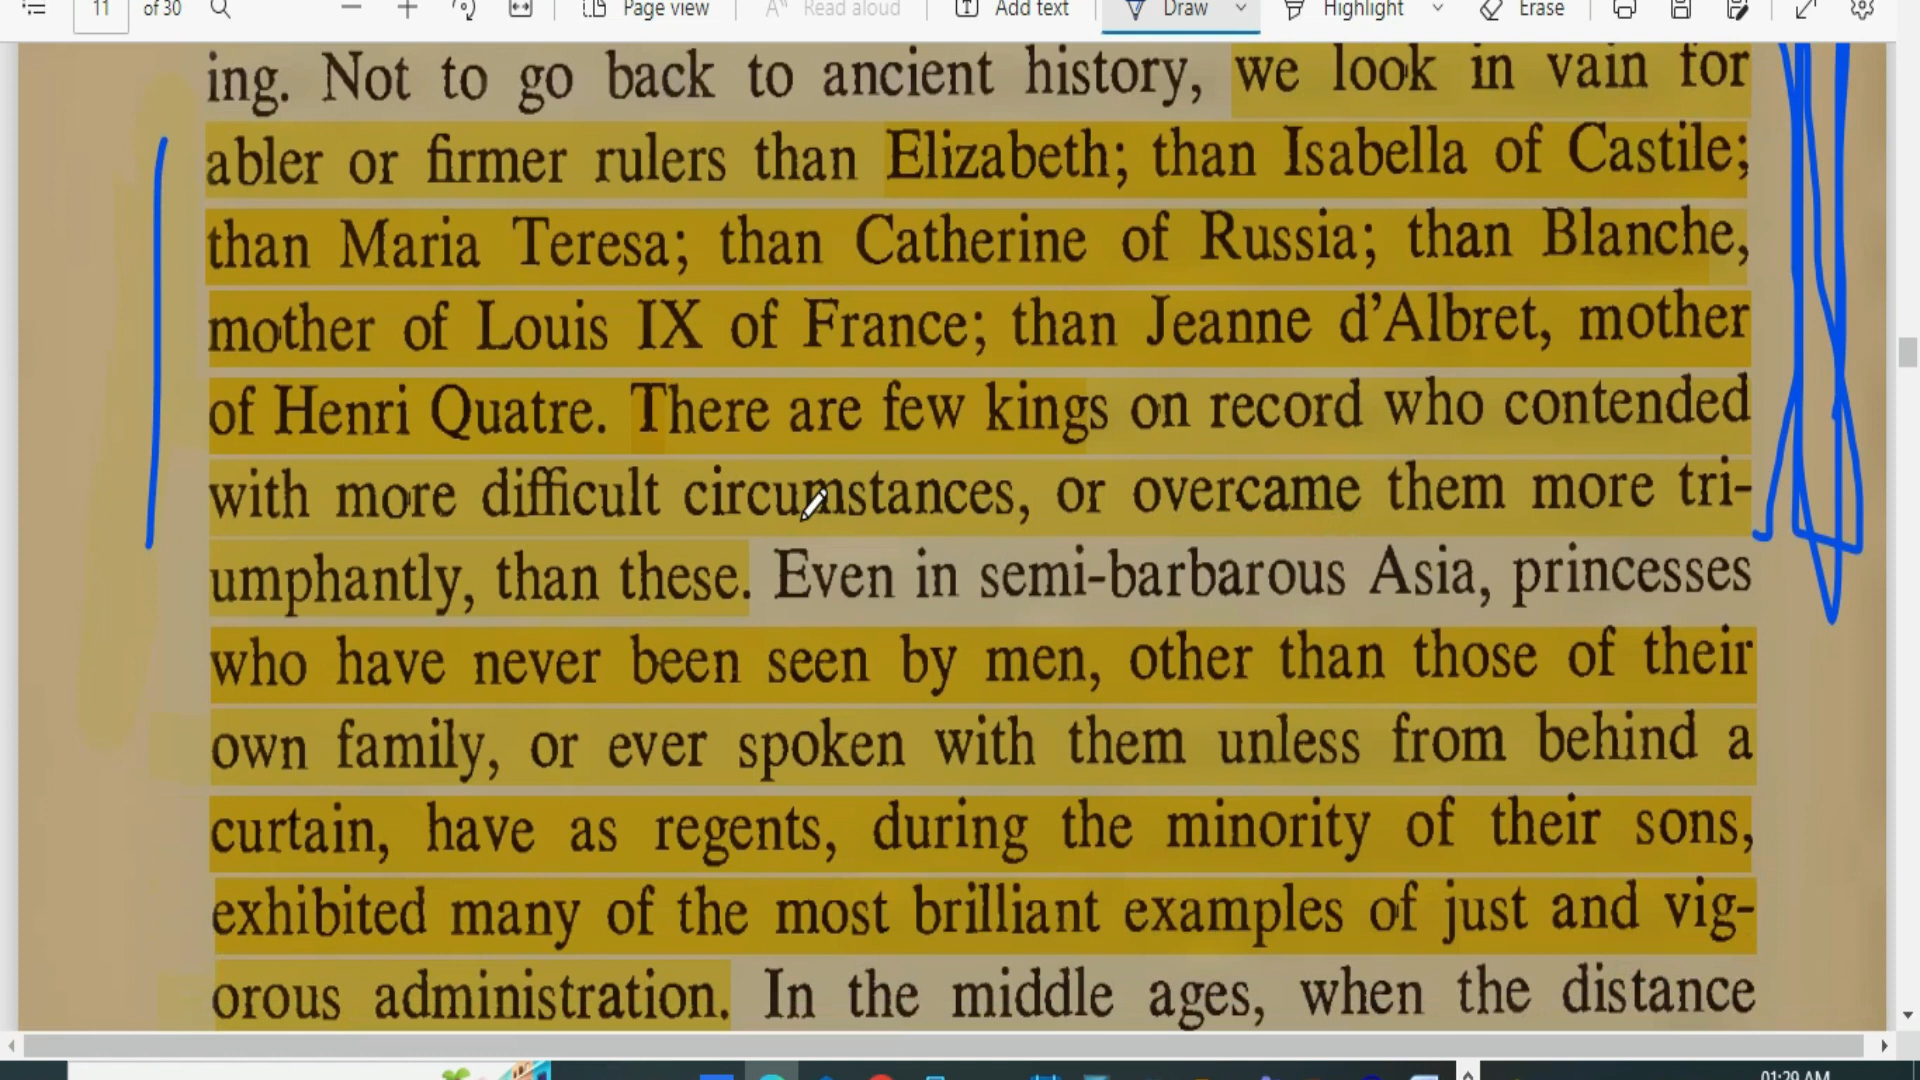 11 of 30 Page view Read aloud Add text Draw Highlight Erase
ing. Not to go back to ancient history, we look in vain for
abler or firmer rulers than Elizabeth; than Isabella of Castile;
than Maria Teresa; than Catherine of Russia; than Blanche,
mother of Louis IX of France; than Jeanne d’Albret, mother
of Henri Quatre. There are few kings on record who contended
with more difficult circumstances, or overcame them more tri-
umphantly, than these. Even in semi-barbarous Asia, princesses
who have never been seen by men, other than those of their
own family, or ever spoken with them unless from behind a
curtain, have as regents, during the minority of their sons,
exhibited many of the most brilliant examples of just and vig-
orous administration. In the middle ages, when the distance
01:29 AM